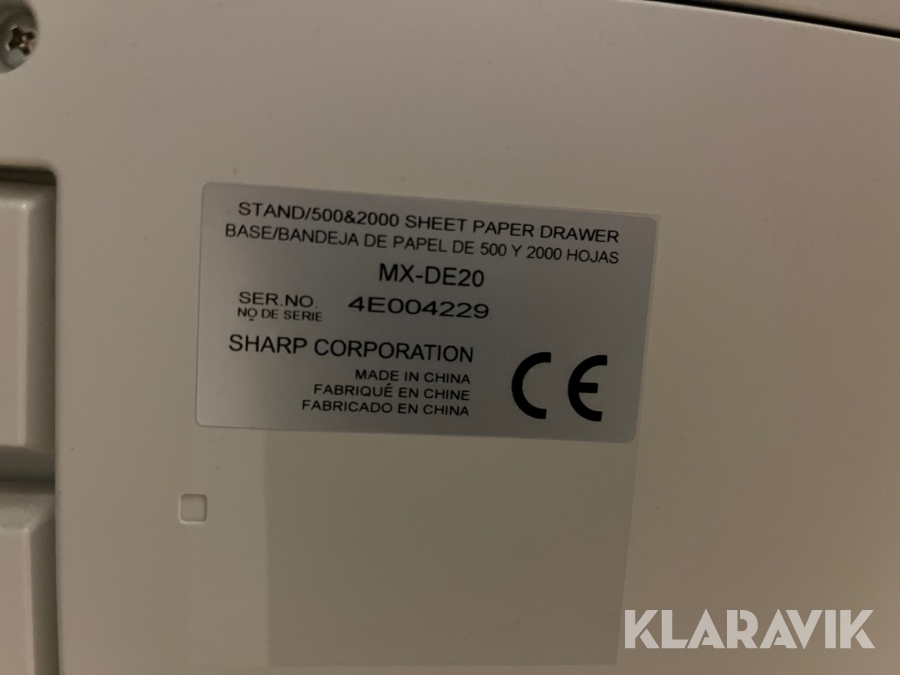 STAND/500&2000 SHEET PAPER DRAWER
BASE/BANDEJA DE PAPEL DE 500 Y 2000 HOJAS
MX-DE20
SER.NO. 4E004229
NO DE SERIE
SHARP CORPORATION
MADE IN CHINA
FABRIQUÉ EN CHINE
FABRICADO EN CHINA
CE
KLARAVIK